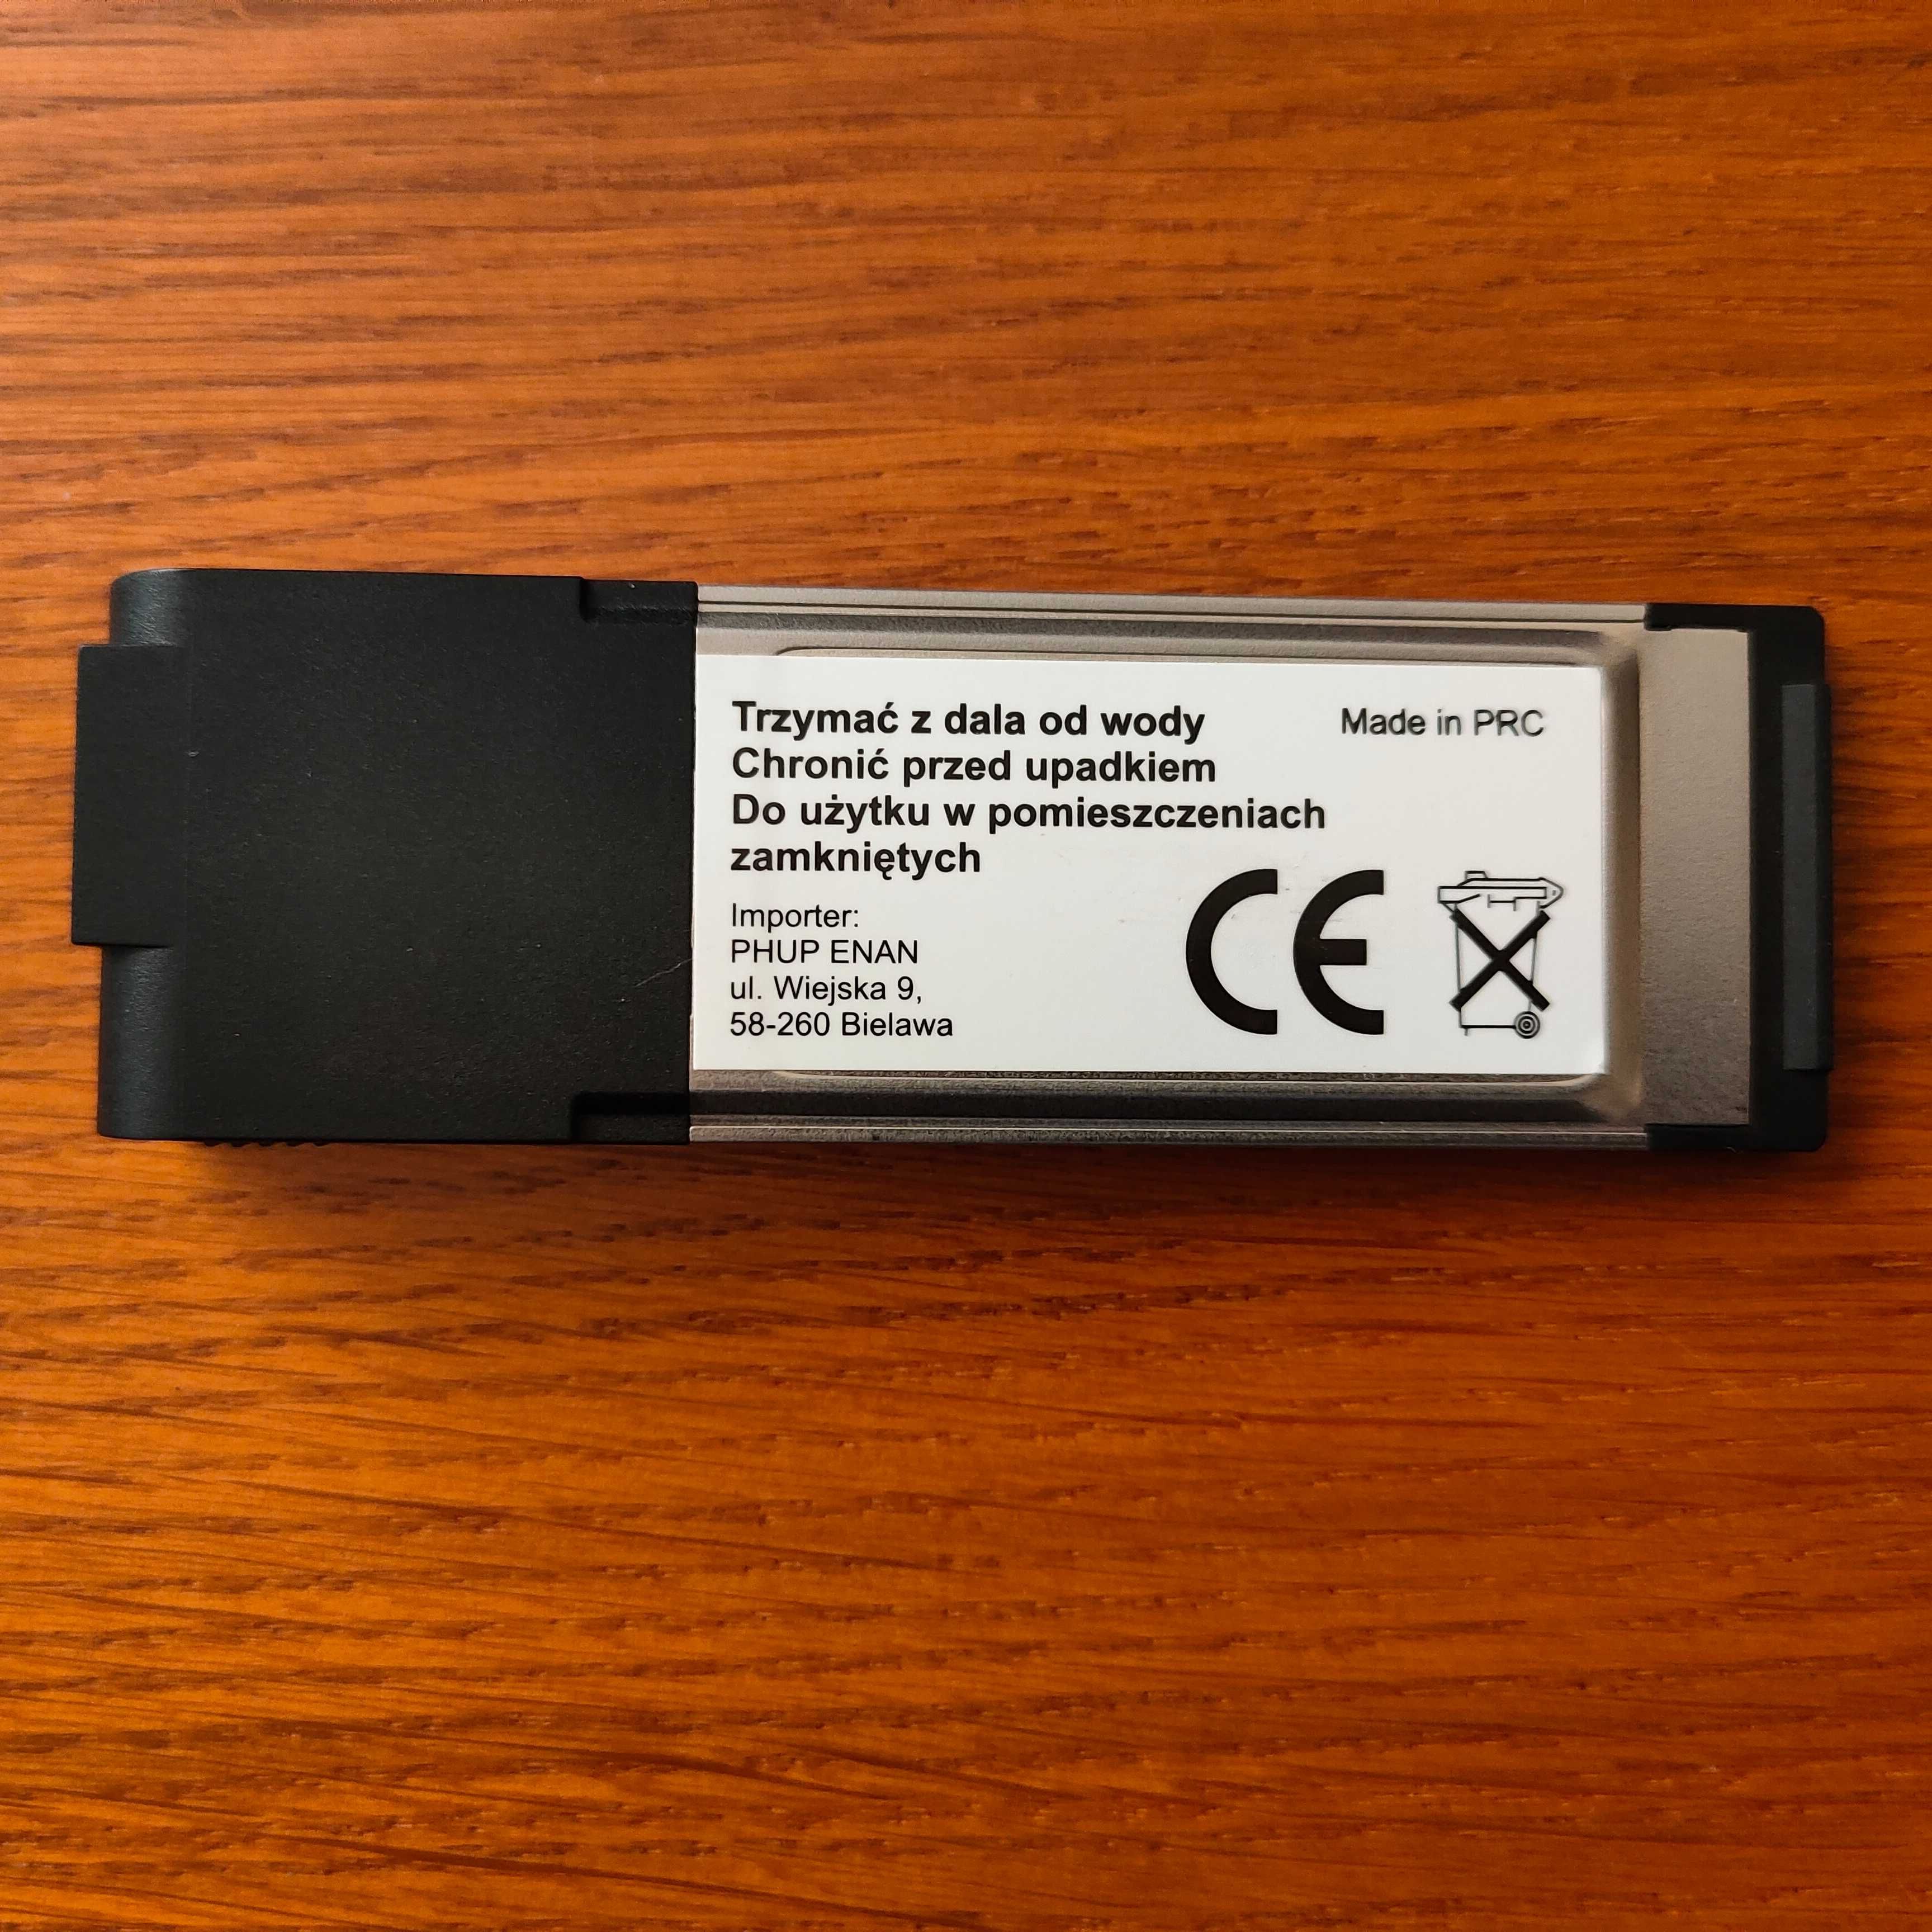 Trzymać z dala od wody
Made in PRC
Chronić przed upadkiem
Do użytku w pomieszczeniach
zamkniętych
Importer:
PHUP ENAN
ul. Wiejska 9,
58-260 Bielawa
CE